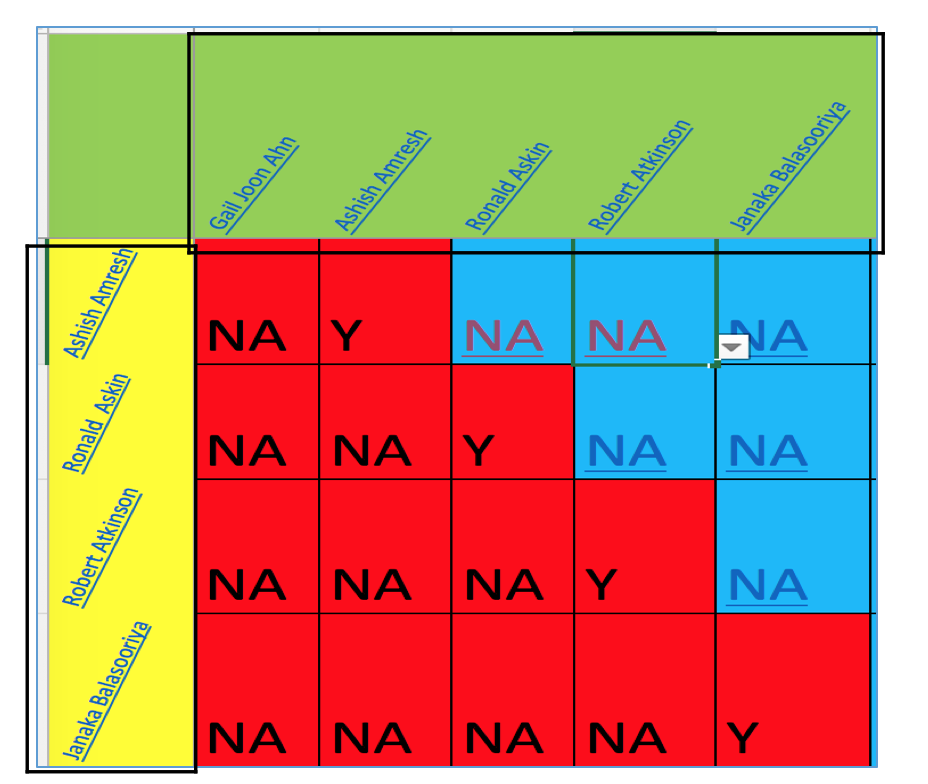 Gail Joon Ahn Ashish Amresh Ronald Askin Robert Atkinson Janaka Balasooriya
Ashish Amresh NA Y NA NA NA
Ronald Askin NA NA Y NA NA
Robert Atkinson NA NA NA Y NA
Janaka Balasooriya NA NA NA NA Y